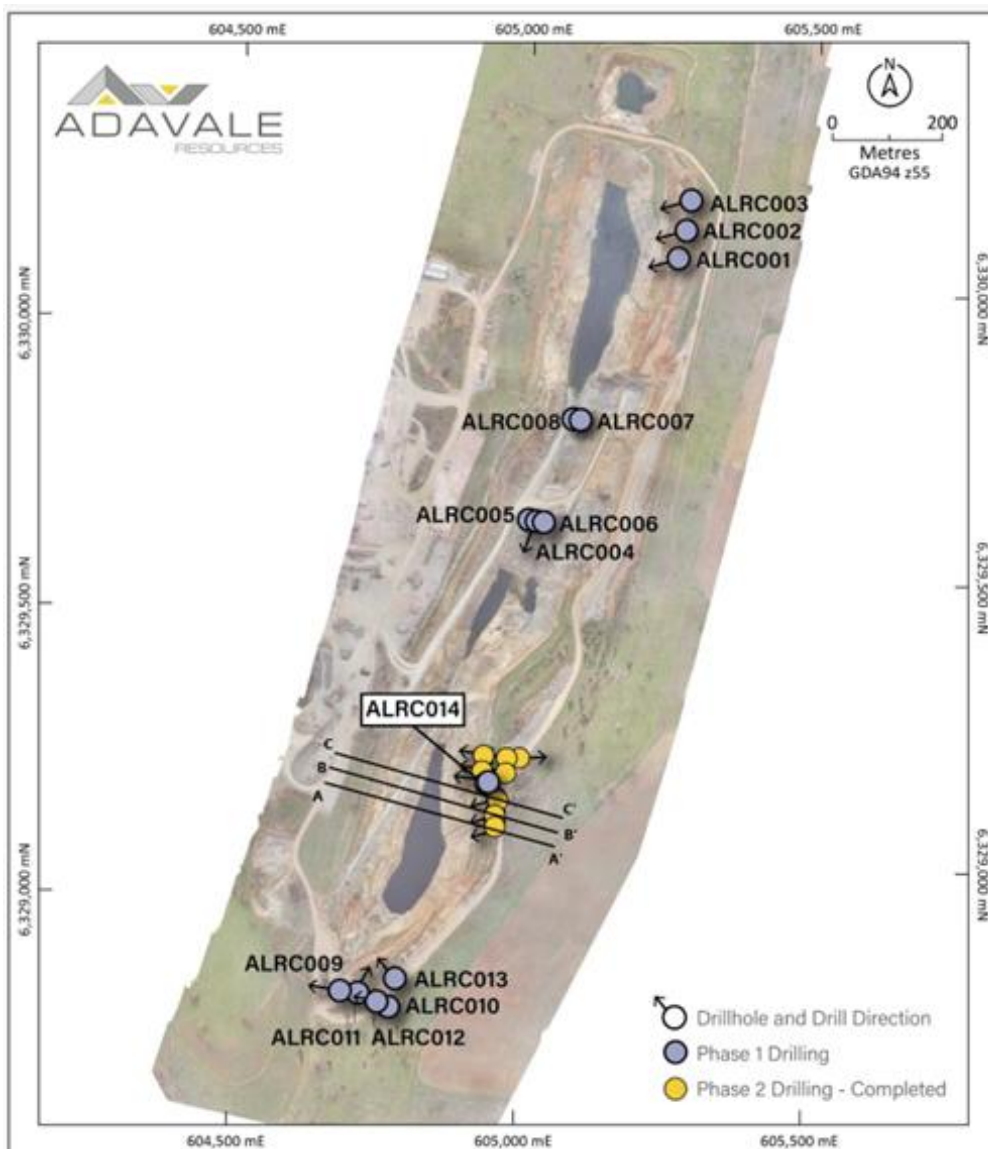 604,500 mE
605,000 mE
605,500 mE
ADAVALE
RESOURCES
N
0
200
Metres
GDA94 z55
ALRC003
ALRC002
ALRC001
6,330,000 mN
6,330,000 mN
ALRC008
ALRC007
ALRC005
ALRC006
ALRC004
6,329,500 mN
6,329,500 mN
ALRC014
C
B
A
C'
B'
A'
6,329,000 mN
6,329,000 mN
ALRC009
ALRC013
ALRC010
ALRC011
ALRC012
Drillhole and Drill Direction
Phase 1 Drilling
Phase 2 Drilling - Completed
604,500 mE
605,000 mE
605,500 mE